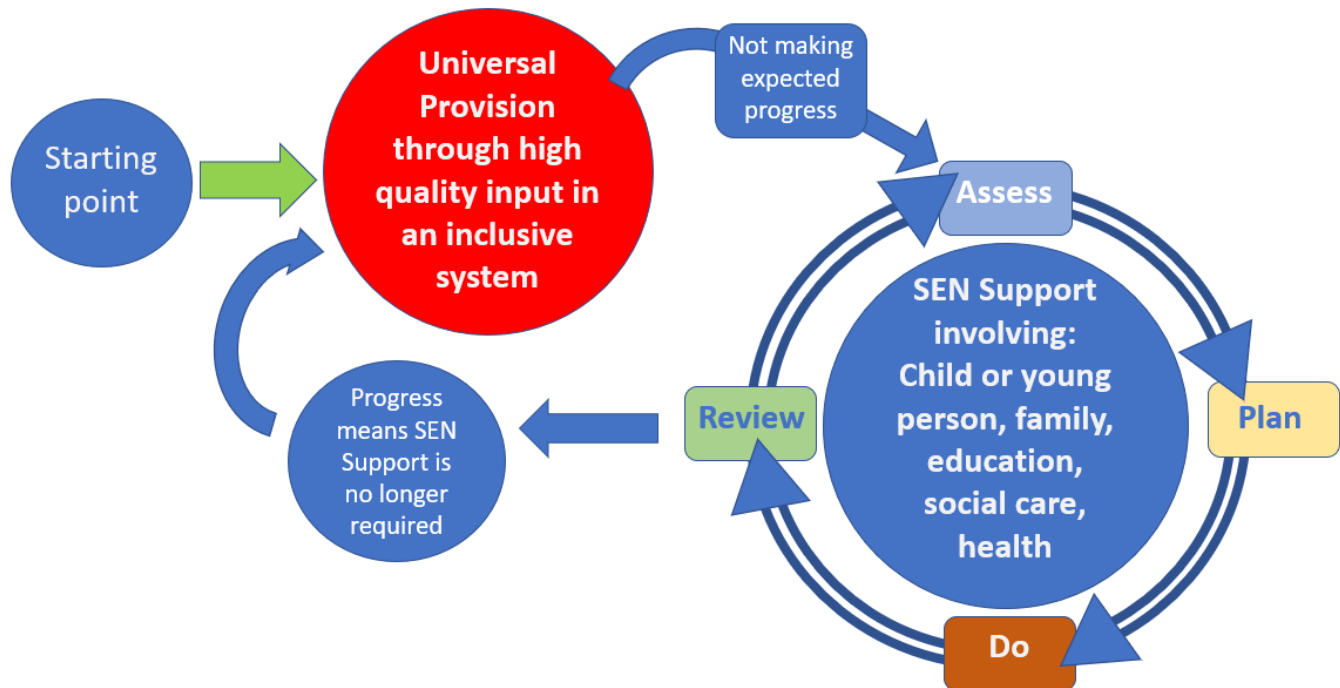 Starting
point
Universal
Provision
through high
quality input in
an inclusive
system
Not making
expected
progress
Assess
Plan
Do
Review
SEN Support
involving:
Child or young
person, family,
education,
social care,
health
Progress
means SEN
Support is
no longer
required